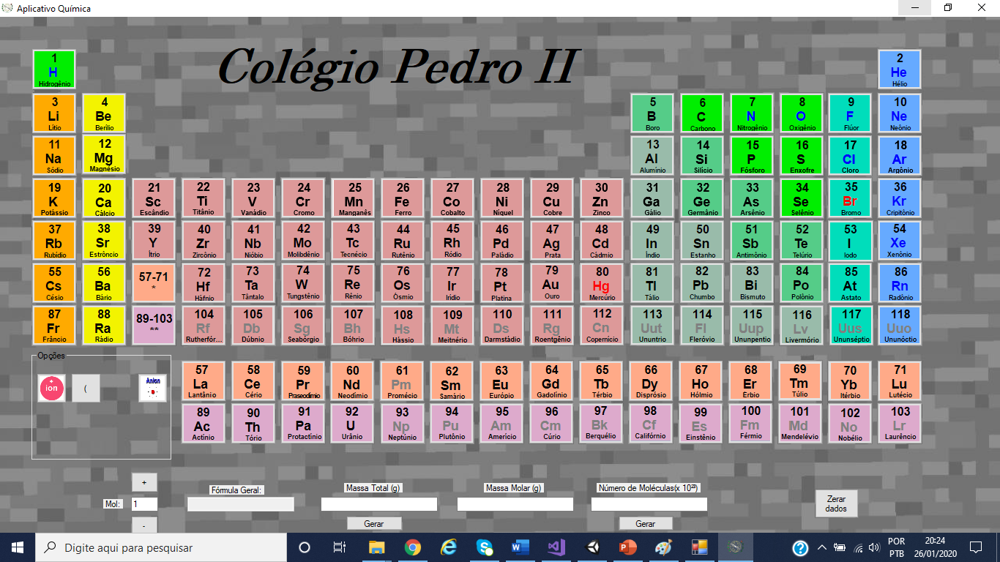 Aplicativo Química
Colégio Pedro II
1
H
Hidrogênio
2
He
Hélio
3
Li
Lítio
4
Be
Berílio
5
B
Boro
6
C
Carbono
7
N
Nitrogênio
8
O
Oxigênio
9
F
Flúor
10
Ne
Neônio
11
Na
Sódio
12
Mg
Magnésio
13
Al
Alumínio
14
Si
Silício
15
P
Fósforo
16
S
Enxofre
17
Cl
Cloro
18
Ar
Argônio
19
K
Potássio
20
Ca
Cálcio
21
Sc
Escândio
22
Ti
Titânio
23
V
Vanádio
24
Cr
Cromo
25
Mn
Manganês
26
Fe
Ferro
27
Co
Cobalto
28
Ni
Níquel
29
Cu
Cobre
30
Zn
Zinco
31
Ga
Gálio
32
Ge
Germânio
33
As
Arsênio
34
Se
Selênio
35
Br
Bromo
36
Kr
Criptônio
37
Rb
Rubídio
38
Sr
Estrôncio
39
Y
Ítrio
40
Zr
Zircônio
41
Nb
Nióbio
42
Mo
Molibdênio
43
Tc
Tecnécio
44
Ru
Rutênio
45
Rh
Ródio
46
Pd
Paládio
47
Ag
Prata
48
Cd
Cádmio
49
In
Índio
50
Sn
Estanho
51
Sb
Antimônio
52
Te
Telúrio
53
I
Iodo
54
Xe
Xenônio
55
Cs
Césio
56
Ba
Bário
57-71
*
72
Hf
Háfnio
73
Ta
Tântalo
74
W
Tungstênio
75
Re
Rênio
76
Os
Ósmio
77
Ir
Irídio
78
Pt
Platina
79
Au
Ouro
80
Hg
Mercúrio
81
Tl
Tálio
82
Pb
Chumbo
83
Bi
Bismuto
84
Po
Polônio
85
At
Astato
86
Rn
Radônio
87
Fr
Frâncio
88
Ra
Rádio
89-103
**
104
Rf
Rutherfór...
105
Db
Dúbnio
106
Sg
Seabórgio
107
Bh
Bóhrio
108
Hs
Hássio
109
Mt
Meitnério
110
Ds
Darmstádio
111
Rg
Roentgênio
112
Cn
Copernício
113
Uut
Ununtrio
114
Fl
Fleróvio
115
Uup
Ununpentio
116
Lv
Livermório
117
Uus
Ununséptio
118
Uuo
Ununóctio
Opções
+
ion
(
Anion
57
La
Lantânio
58
Ce
Cério
59
Pr
Praseodímio
60
Nd
Neodímio
61
Pm
Promécio
62
Sm
Samário
63
Eu
Európio
64
Gd
Gadolínio
65
Tb
Térbio
66
Dy
Disprósio
67
Ho
Hólmio
68
Er
Érbio
69
Tm
Túlio
70
Yb
Itérbio
71
Lu
Lutécio
89
Ac
Actínio
90
Th
Tório
91
Pa
Protactínio
92
U
Urânio
93
Np
Neptúnio
94
Pu
Plutônio
95
Am
Amerício
96
Cm
Cúrio
97
Bk
Berquélio
98
Cf
Califórnio
99
Es
Einstênio
100
Fm
Férmio
101
Md
Mendelévio
102
No
Nobélio
103
Lr
Laurêncio
+
Mol: 1
-
Fórmula Geral:
Massa Total (g)
Gerar
Massa Molar (g)
Número de Moléculas(x 10²³)
Gerar
Zerar
dados
Digite aqui para pesquisar
POR
PTB
20:24
26/01/2020